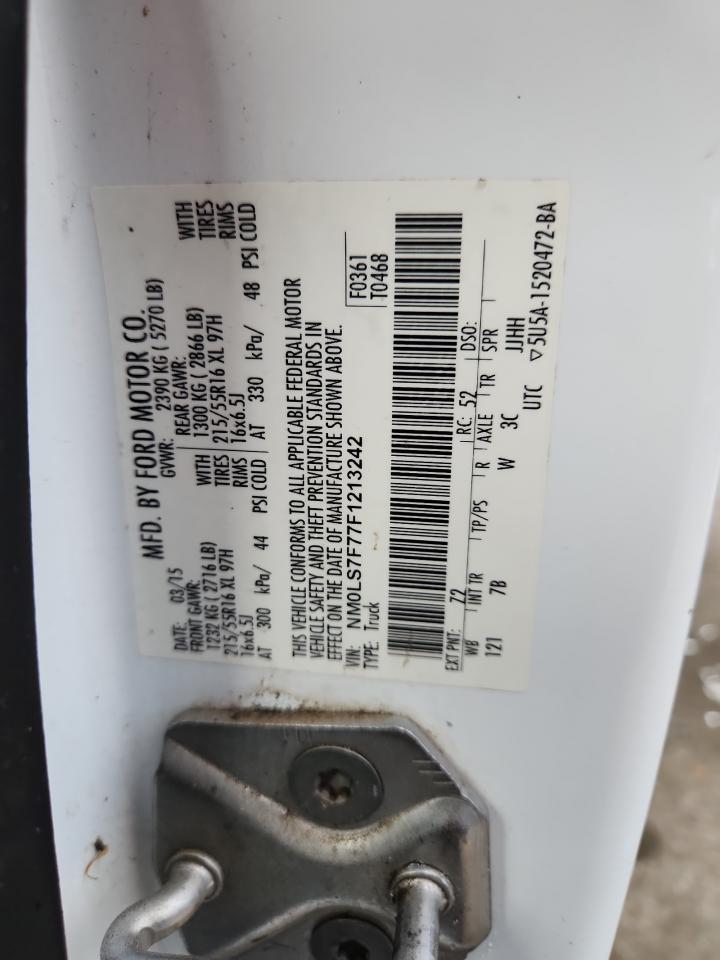 MFD. BY FORD MOTOR CO.
DATE: 03/15 GVWR: 2390 KG ( 5270 LB)
FRONT GAWR: REAR GAWR:
1232 KG ( 2716 LB) WITH 1300 KG ( 2866 LB) WITH
215/55R16 XL 97H TIRES 215/55R16 XL 97H TIRES
16x6.5J RIMS 16x6.5J RIMS
AT 300 kPa/ 44 PSI COLD AT 330 kPa/ 48 PSI COLD
THIS VEHICLE CONFORMS TO ALL APPLICABLE FEDERAL MOTOR
VEHICLE SAFETY AND THEFT PREVENTION STANDARDS IN
EFFECT ON THE DATE OF MANUFACTURE SHOWN ABOVE.
VIN: NM0LS7F77F1213242 F0361
TYPE: Truck T0468
EXT PNT: Z2 RC: 52 DSO:
WB INT TR TP/PS R AXLE TR SPR
121 7B W 3C JJHH
UTC ▽5U5A-1520472-BA